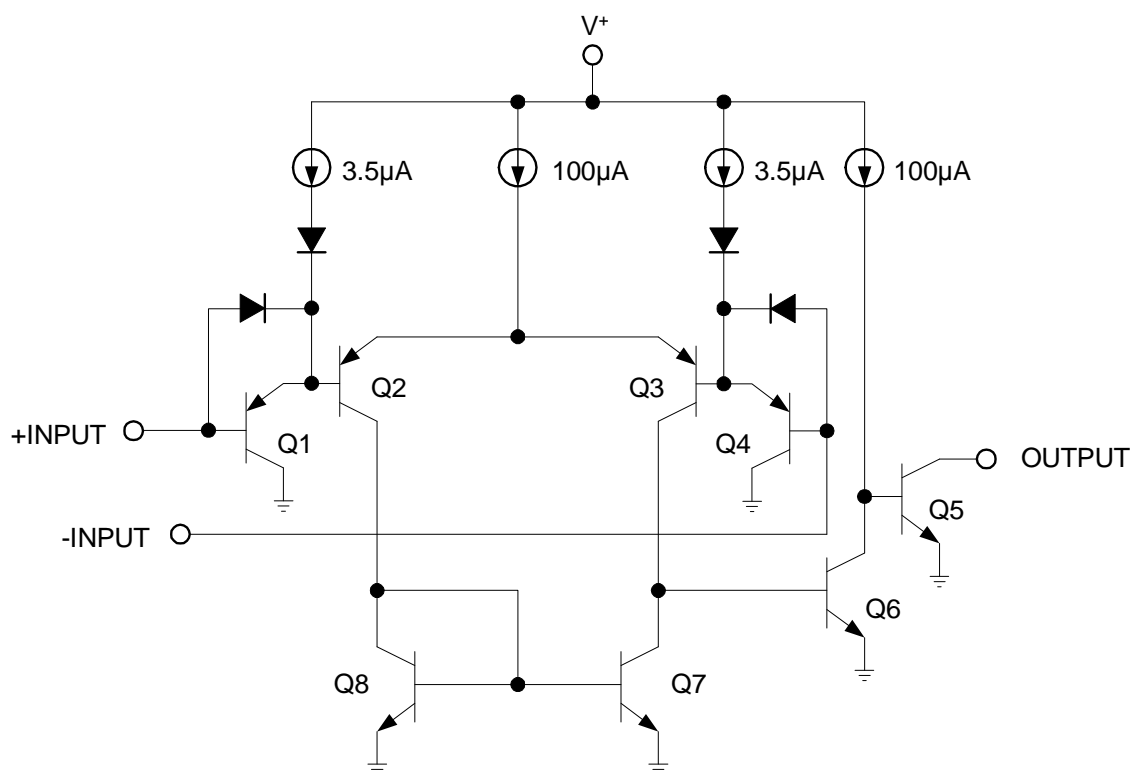 V+
3.5µA
100µA
3.5µA
100µA
Q2
Q3
+INPUT
Q1
Q4
OUTPUT
Q5
-INPUT
Q6
Q8
Q7